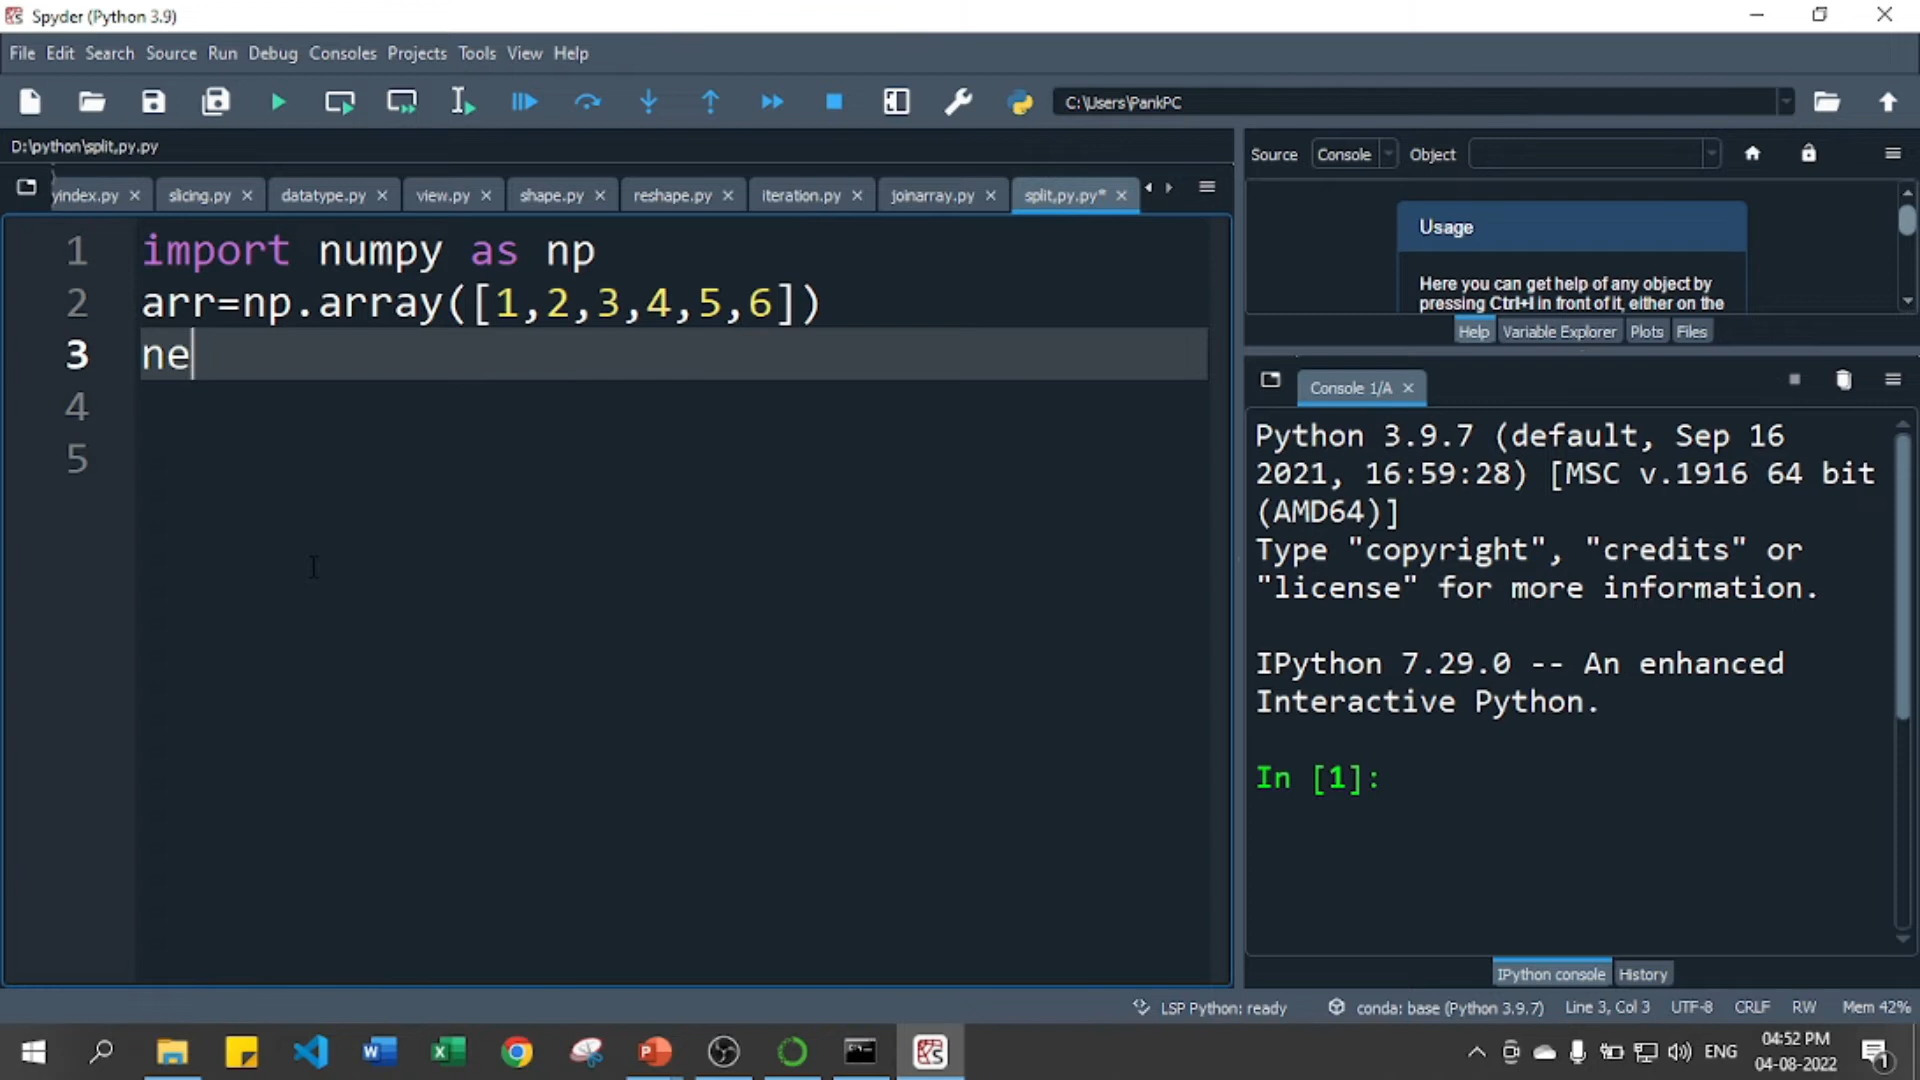 Spyder (Python 3.9)
File Edit Search Source Run Debug Consoles Projects Tools View Help
C:\Users\PankPC
D:\python\split,py.py
yindex.py slicing.py datatype.py view.py shape.py reshape.py iteration.py joinarray.py split,py.py*
1 import numpy as np
2 arr=np.array([1,2,3,4,5,6])
3 ne
4
5
Source Console Object
Usage
Here you can get help of any object by
pressing Ctrl+I in front of it, either on the
Help Variable Explorer Plots Files
Console 1/A
Python 3.9.7 (default, Sep 16
2021, 16:59:28) [MSC v.1916 64 bit
(AMD64)]
Type "copyright", "credits" or
"license" for more information.
IPython 7.29.0 -- An enhanced
Interactive Python.
In [1]:
IPython console History
LSP Python: ready conda: base (Python 3.9.7) Line 3, Col 3 UTF-8 CRLF RW Mem 42%
ENG
04:52 PM
04-08-2022
1